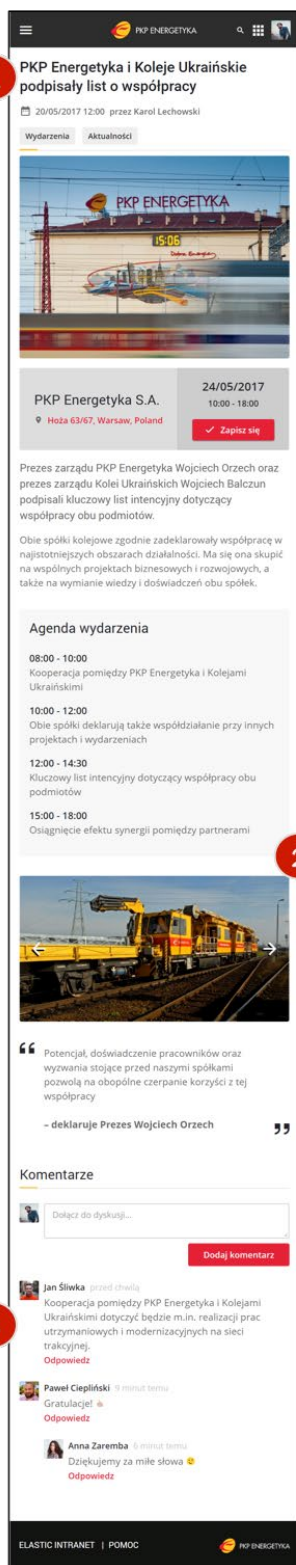 PKP ENERGETYKA
PKP Energetyka i Koleje Ukraińskie
podpisały list o współpracy
20/05/2017 12:00 przez Karol Lechowski
Wydarzenia Aktualności
PKP ENERGETYKA
15:06
Dobra Energia
PKP Energetyka S.A.
Hoża 63/67, Warsaw, Poland
24/05/2017
10:00 - 18:00
Zapisz się
Prezes zarządu PKP Energetyka Wojciech Orzech oraz
prezes zarządu Kolei Ukraińskich Wojciech Balczun
podpisali kluczowy list intencyjny dotyczący
współpracy obu podmiotów.
Obie spółki kolejowe zgodnie zadeklarowały współpracę w
najistotniejszych obszarach działalności. Ma się ona skupić
na wspólnych projektach biznesowych i rozwojowych, a
także na wymianie wiedzy i doświadczeń obu spółek.
Agenda wydarzenia
08:00 - 10:00
Kooperacja pomiędzy PKP Energetyka i Kolejami
Ukraińskimi
10:00 - 12:00
Obie spółki deklarują także współdziałanie przy innych
projektach i wydarzeniach
12:00 - 14:30
Kluczowy list intencyjny dotyczący współpracy obu
podmiotów
15:00 - 18:00
Osiągnięcie efektu synergii pomiędzy partnerami
2
“ Potencjał, doświadczenie pracowników oraz
wyzwania stojące przed naszymi spółkami
pozwolą na obopólne czerpanie korzyści z tej
współpracy
– deklaruje Prezes Wojciech Orzech ”
Komentarze
Dołącz do dyskusji...
Dodaj komentarz
Jan Śliwka przed chwilą
Kooperacja pomiędzy PKP Energetyka i Kolejami
Ukraińskimi dotyczyć będzie m.in. realizacji prac
utrzymaniowych i modernizacyjnych na sieci
trakcyjnej.
Odpowiedz
Paweł Ciepliński 9 minut temu
Gratulacje! 👍
Odpowiedz
Anna Zaremba 6 minut temu
Dziękujemy za miłe słowa 😉
Odpowiedz
ELASTIC INTRANET | POMOC PKP ENERGETYKA